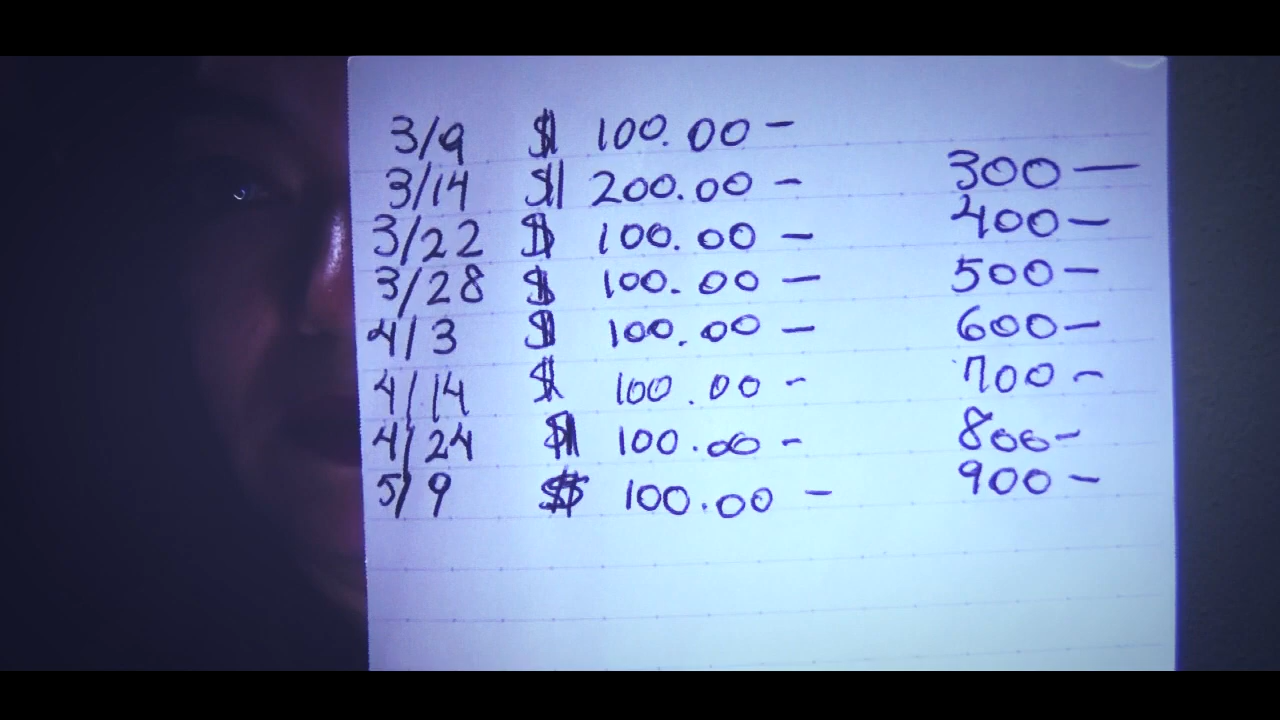 3/9 $ 100.00 -
3/14 $ 200.00 - 300 -
3/22 $ 100.00 - 400 -
3/28 $ 100.00 - 500 -
4/3 $ 100.00 - 600 -
4/14 $ 100.00 - 700 -
4/24 $ 100.00 - 800 -
5/9 $ 100.00 - 900 -